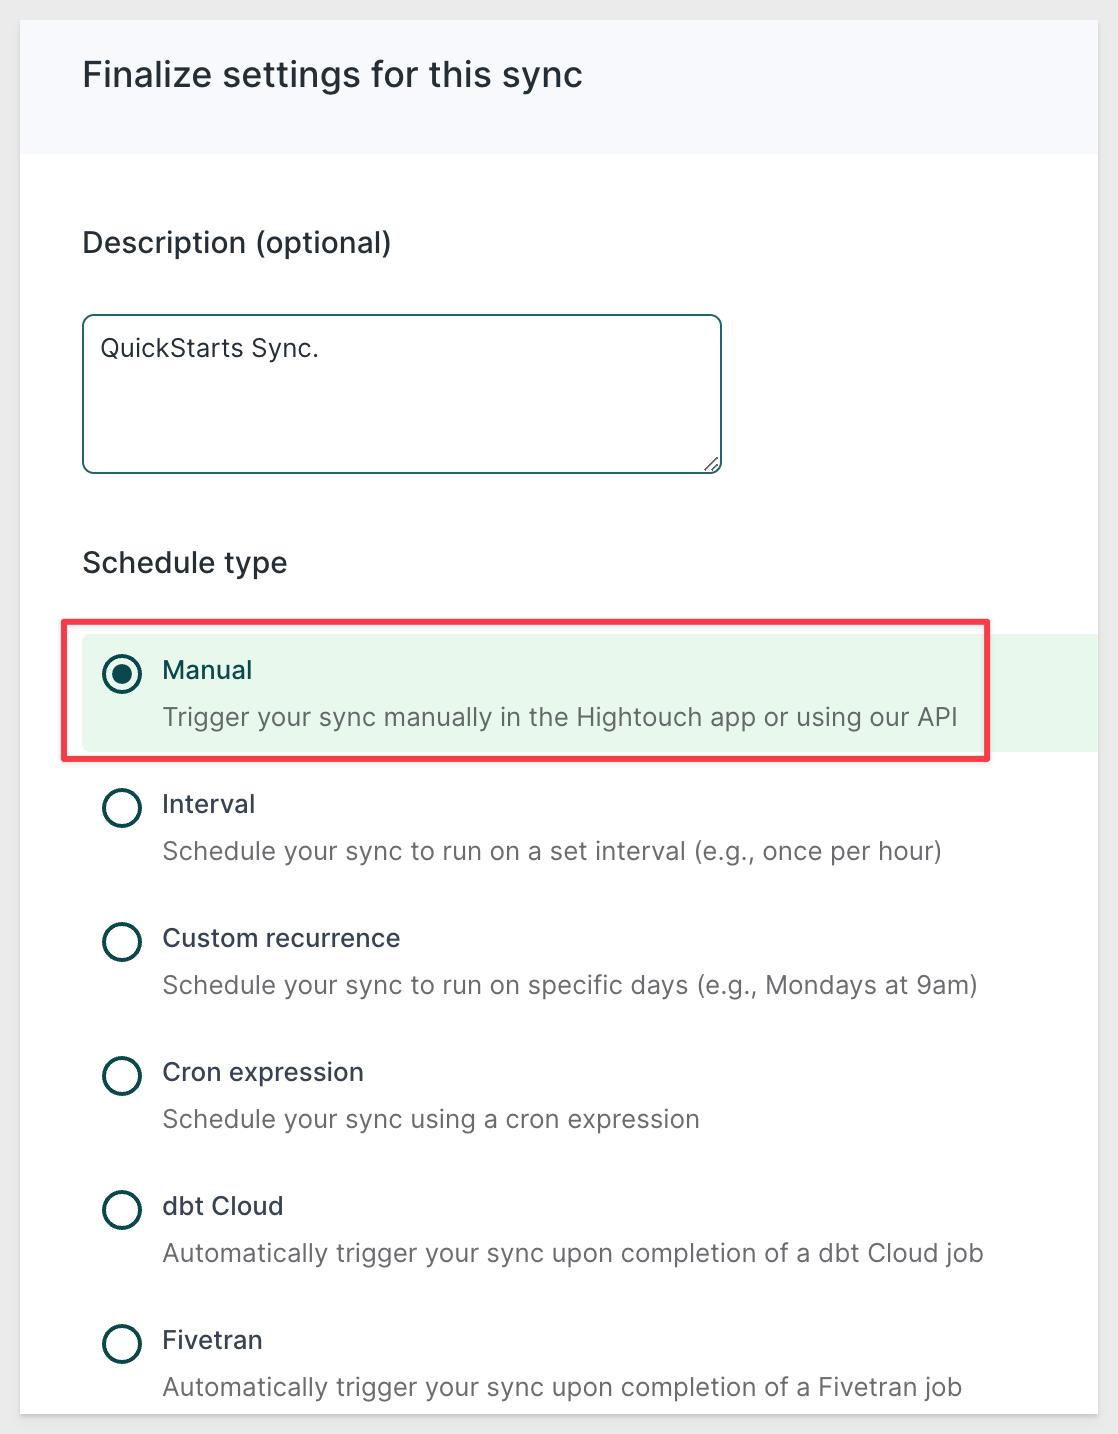 Finalize settings for this sync
Description (optional)
QuickStarts Sync.
Schedule type
Manual
Trigger your sync manually in the Hightouch app or using our API
Interval
Schedule your sync to run on a set interval (e.g., once per hour)
Custom recurrence
Schedule your sync to run on specific days (e.g., Mondays at 9am)
Cron expression
Schedule your sync using a cron expression
dbt Cloud
Automatically trigger your sync upon completion of a dbt Cloud job
Fivetran
Automatically trigger your sync upon completion of a Fivetran job